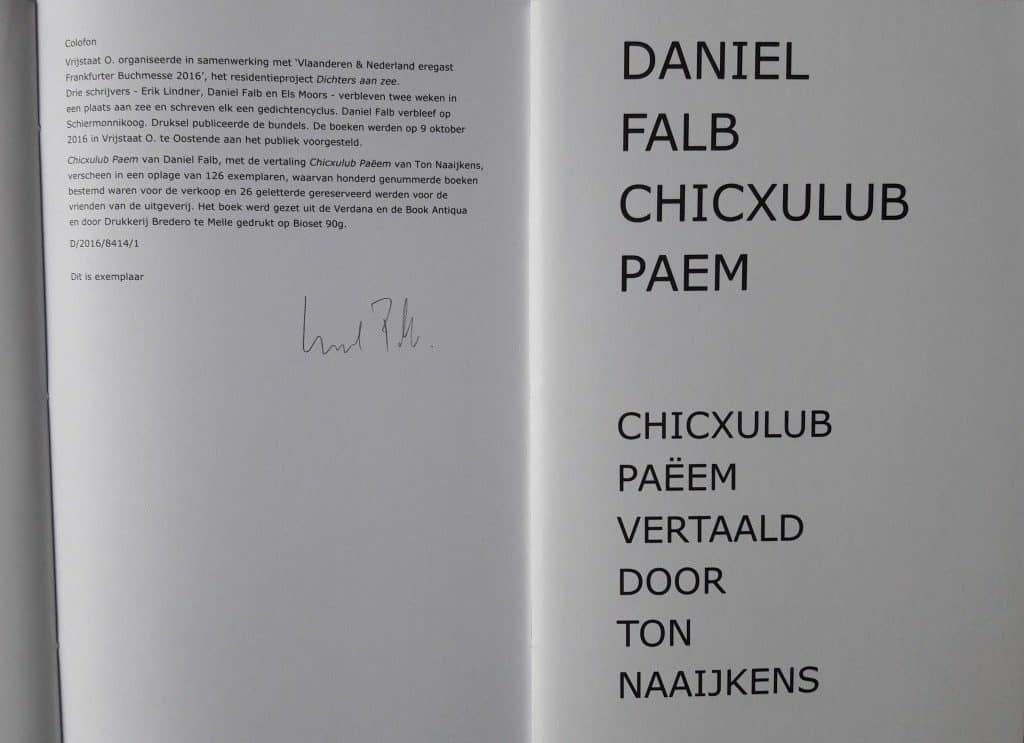 Colofon
Vrijstaat O. organiseerde in samenwerking met 'Vlaanderen & Nederland eregast
Frankfurter Buchmesse 2016', het residentieproject Dichters aan zee.
Drie schrijvers - Erik Lindner, Daniel Falb en Els Moors - verbleven twee weken in
een plaats aan zee en schreven elk een gedichtencyclus. Daniel Falb verbleef op
Schiermonnikoog. Druksel publiceerde de bundels. De boeken werden op 9 oktober
2016 in Vrijstaat O. te Oostende aan het publiek voorgesteld.
Chicxulub Paem van Daniel Falb, met de vertaling Chicxulub Paëem van Ton Naaijkens,
verscheen in een oplage van 126 exemplaren, waarvan honderd genummerde boeken
bestemd waren voor de verkoop en 26 geletterde gereserveerd werden voor de
vrienden van de uitgeverij. Het boek werd gezet uit de Verdana en de Book Antiqua
en door Drukkerij Bredero te Melle gedrukt op Bioset 90g.
D/2016/8414/1
Dit is exemplaar
DANIEL
FALB
CHICXULUB
PAEM
CHICXULUB
PAËEM
VERTAALD
DOOR
TON
NAAIJKENS